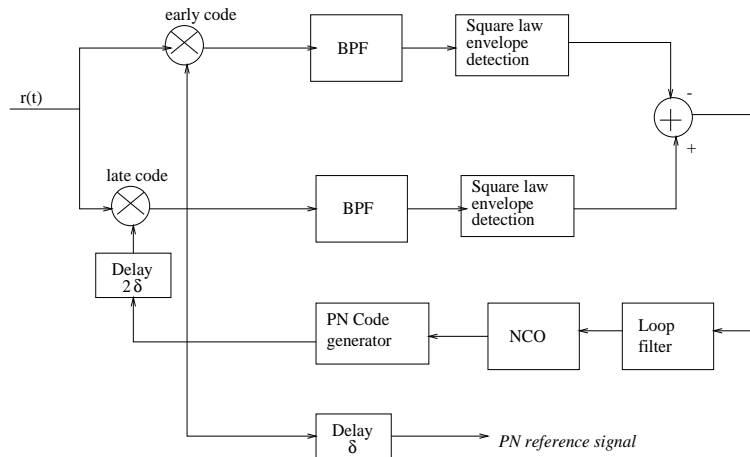 early code
BPF
Square law
envelope
detection
-
r(t)
+
late code
BPF
Square law
envelope
detection
+
Delay
2δ
PN Code
generator
NCO
Loop
filter
Delay
δ
PN reference signal